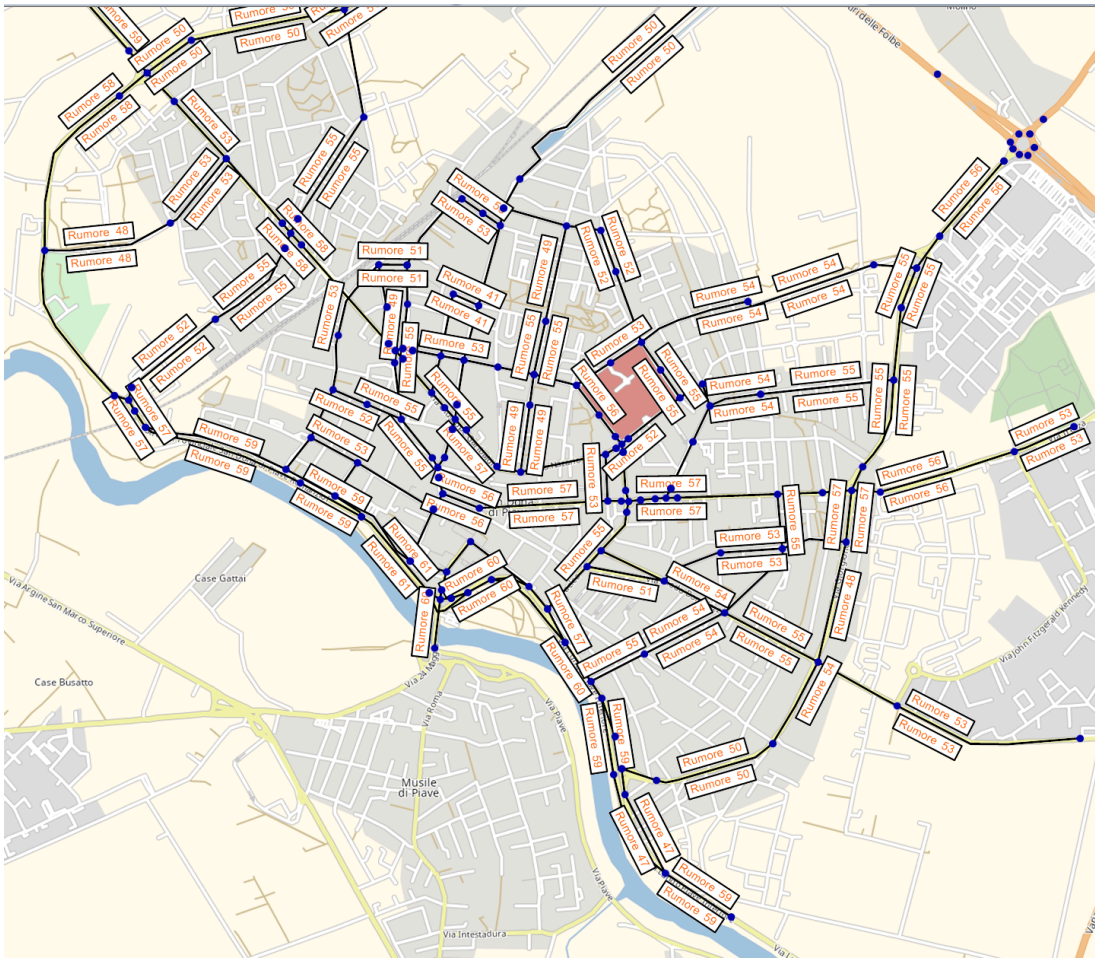 Rumore 59
Rumore 50
Rumore 50
Rumore 50
Rumore 50
Rumore 50
Rumore 50
Molino
Rumore 58
Rumore 58
Rumore 53
Rumore 53
Rumore 53
Rumore 55
Rumore 55
Rumore 56
Rumore 56
Rumore 48
Rumore 48
Rumore 58
Rumore 58
Rumore 53
Rumore 51
Rumore 51
Rumore 49
Rumore 52
Rumore 52
Rumore 55
Rumore 55
Rumore 54
Rumore 54
Rumore 54
Rumore 54
Rumore 55
Rumore 55
Rumore 53
Rumore 49
Rumore 41
Rumore 41
Rumore 52
Rumore 52
Rumore 55
Rumore 53
Rumore 55
Rumore 55
Rumore 53
Rumore 56
Rumore 55
Rumore 55
Rumore 54
Rumore 54
Rumore 55
Rumore 55
Rumore 57
Rumore 57
Rumore 52
Rumore 55
Rumore 55
Rumore 49
Rumore 49
Rumore 52
Rumore 53
Rumore 53
Rumore 59
Rumore 59
Rumore 53
Rumore 55
Rumore 57
Rumore 53
Rumore 56
Rumore 56
Rumore 59
Rumore 59
Rumore 56
Rumore 56
di Piave
Rumore 57
Rumore 57
Rumore 57
Rumore 57
Rumore 57
Rumore 57
Rumore 55
Rumore 55
Rumore 53
Rumore 53
Rumore 61
Rumore 61
Case Gattai
Rumore 60
Rumore 60
Rumore 51
Rumore 54
Rumore 48
Via Argine San Marco Superiore
Via John Fitzgerald Kennedy
Rumore 57
Rumore 60
Rumore 55
Rumore 54
Rumore 54
Rumore 55
Rumore 55
Rumore 54
Case Busatto
Via Roma
Via Piave
Rumore 59
Rumore 59
Rumore 53
Rumore 53
Rumore 50
Rumore 50
Musile
di Piave
Rumore 47
Rumore 47
Rumore 59
Rumore 59
Via Piave
Via Intestadura